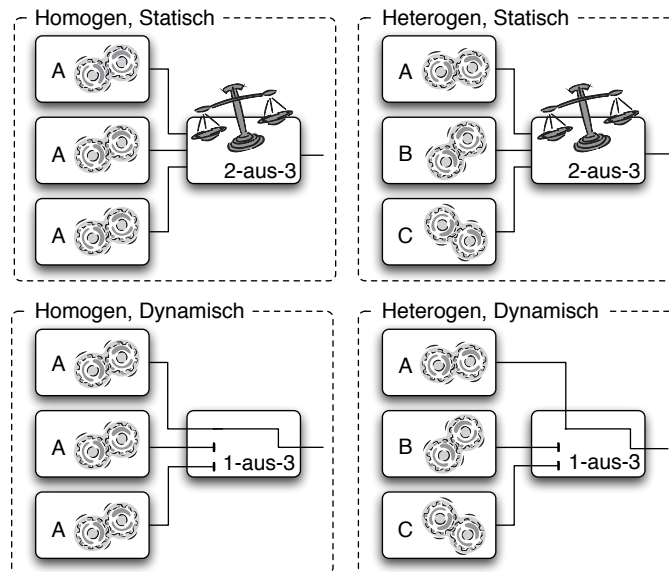 Homogen, Statisch
A
A
A
2-aus-3
Heterogen, Statisch
A
B
C
2-aus-3
Homogen, Dynamisch
A
A
A
1-aus-3
Heterogen, Dynamisch
A
B
C
1-aus-3